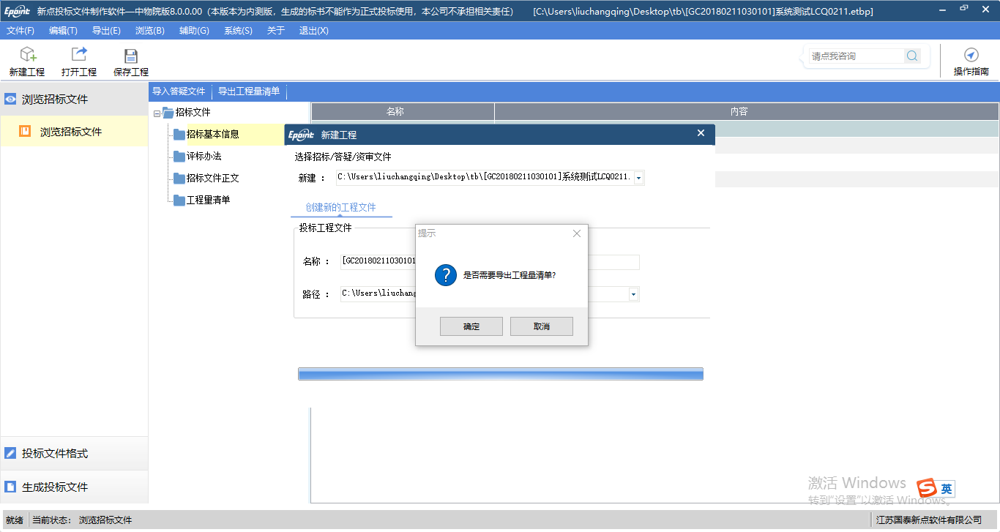 Epoint 新点投标文件制作软件—中物院版8.0.0.00（本版本为内测版，生成的标书不能作为正式投标使用，本公司不承担相关责任） [C:\Users\liuchangqing\Desktop\tb\[GC20180211030101]系统测试LCQ0211.etbp]
文件(F) 编辑(T) 导出(E) 浏览(B) 辅助(G) 系统(S) 关于 退出(X)
新建工程 打开工程 保存工程 请点我咨询 操作指南
浏览招标文件
浏览招标文件
投标文件格式
生成投标文件
导入答疑文件 导出工程量清单
招标文件
招标基本信息
评标办法
招标文件正文
工程量清单
名称 内容
Epoint 新建工程
选择招标/答疑/资审文件
新建 ： C:\Users\liuchangqing\Desktop\tb\[GC20180211030101]系统测试LCQ0211.
创建新的工程文件
投标工程文件
名称 ： [GC20180211030101
路径 ： C:\Users\liuchang
提示
是否需要导出工程量清单?
确定 取消
激活 Windows
转到"设置"以激活 Windows。
英
就绪 当前状态： 浏览招标文件 江苏国泰新点软件有限公司